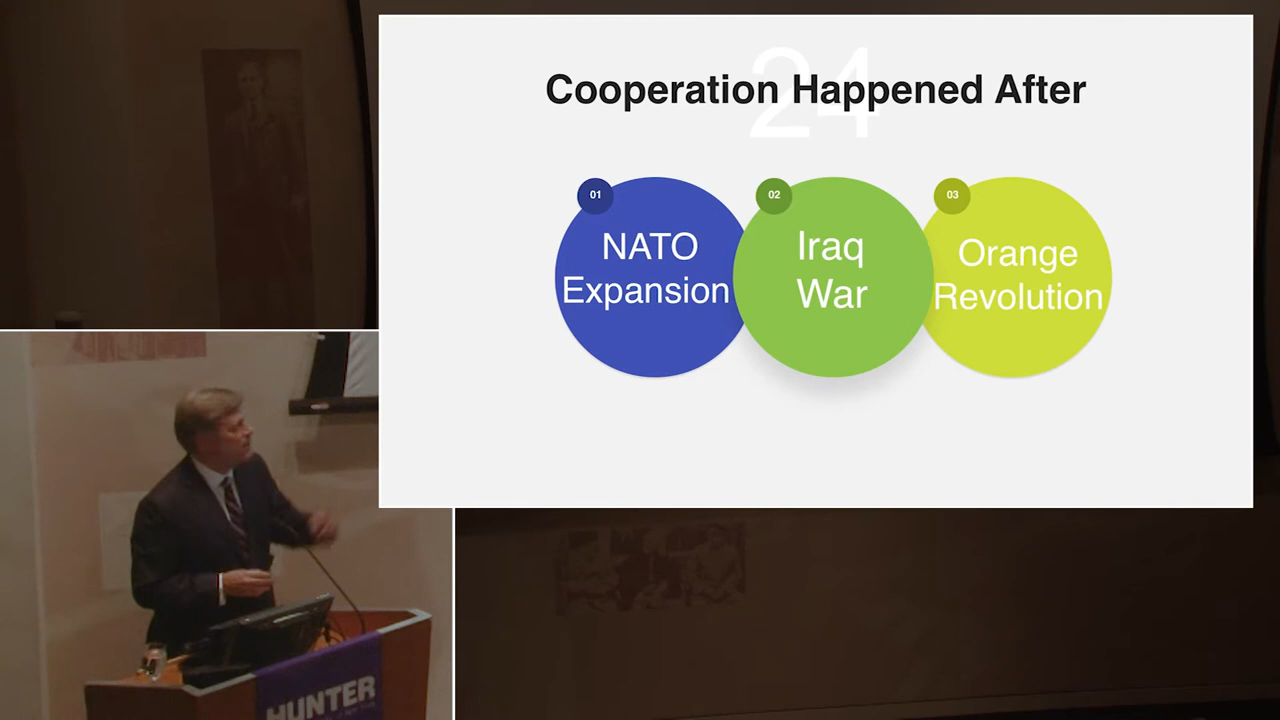 24
Cooperation Happened After
01
NATO
Expansion
02
Iraq
War
03
Orange
Revolution
HUNTER